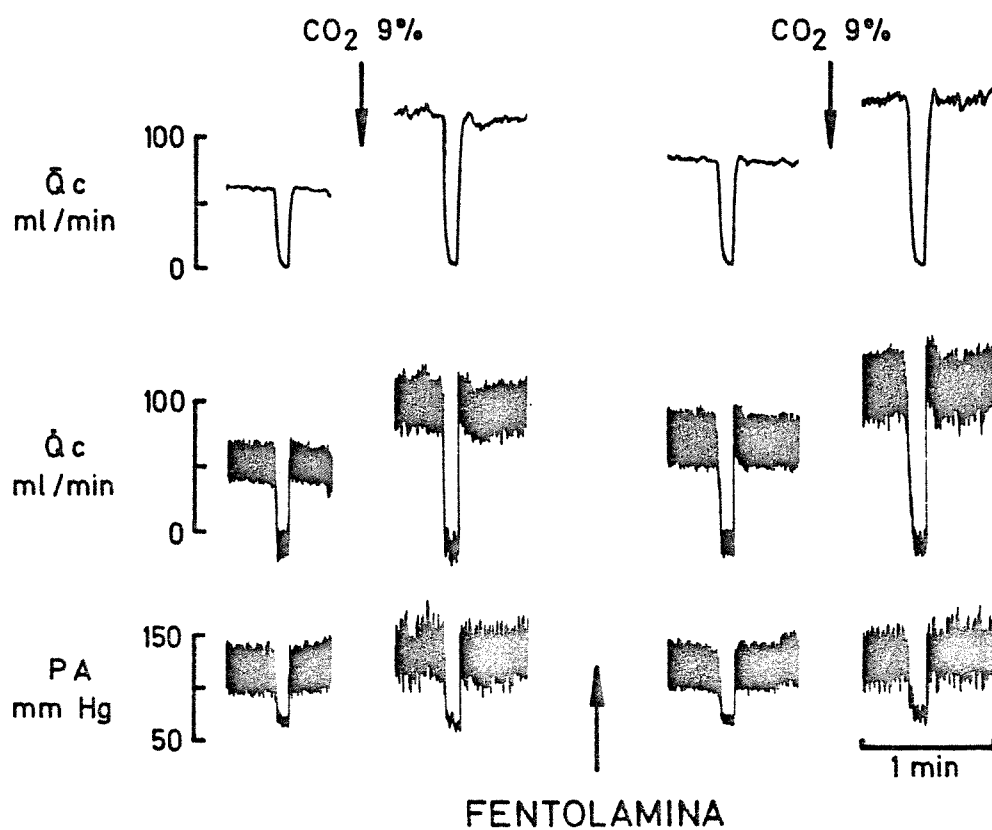 CO2 9% CO2 9%
100
Q̄c
ml/min
0
100
Q̇c
ml/min
0
150
PA
mm Hg
50
1 min
FENTOLAMINA